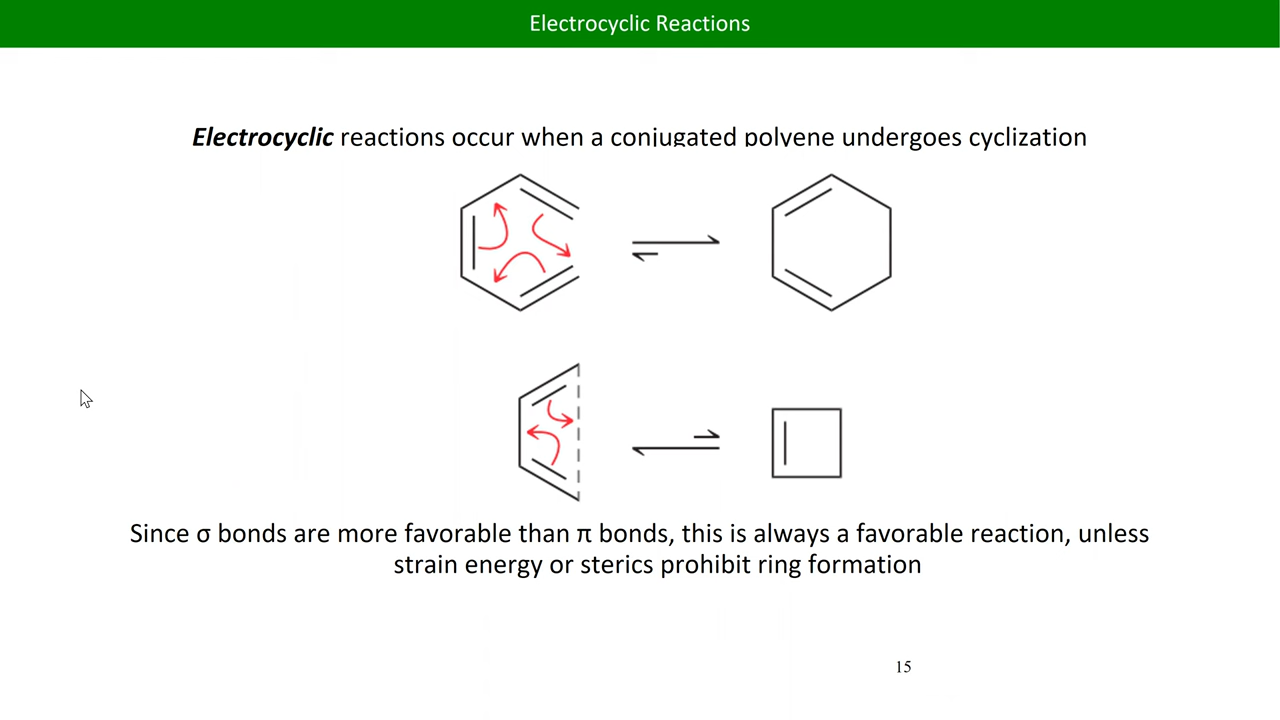 Electrocyclic Reactions
Electrocyclic reactions occur when a conjugated polyene undergoes cyclization
Since σ bonds are more favorable than π bonds, this is always a favorable reaction, unless
strain energy or sterics prohibit ring formation
15